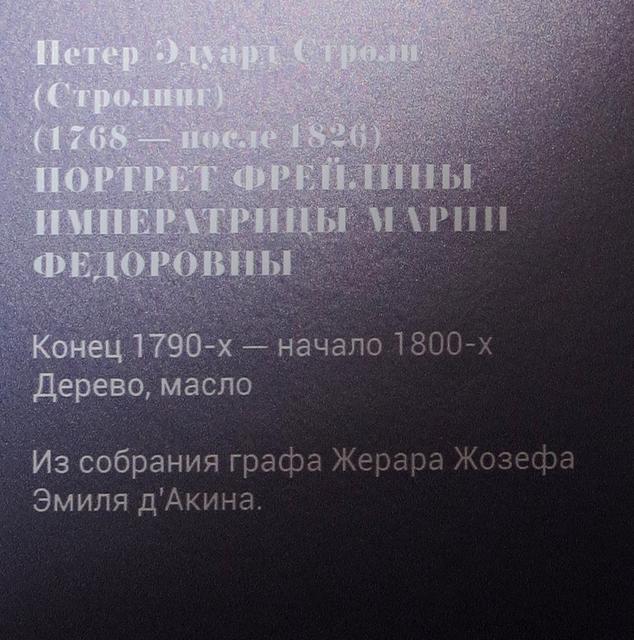 Петер Эдуард Строли
(Стролинг)
(1768 — после 1826)
ПОРТРЕТ ФРЕЙЛИНЫ
ИМПЕРАТРИЦЫ МАРИИ
ФЕДОРОВНЫ
Конец 1790-х — начало 1800-х
Дерево, масло
Из собрания графа Жерара Жозефа
Эмиля д'Акина.